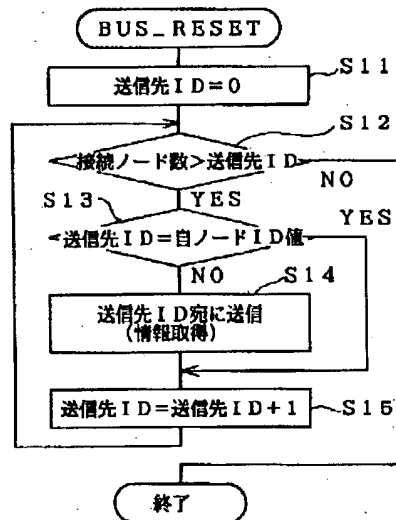 BUS_RESET
S11
送信先ID=0
S12
接続ノード数>送信先ID
NO
S13
YES
YES
送信先ID=自ノードID値
NO
S14
送信先ID宛に送信
(情報取得)
送信先ID=送信先ID+1
S15
終了